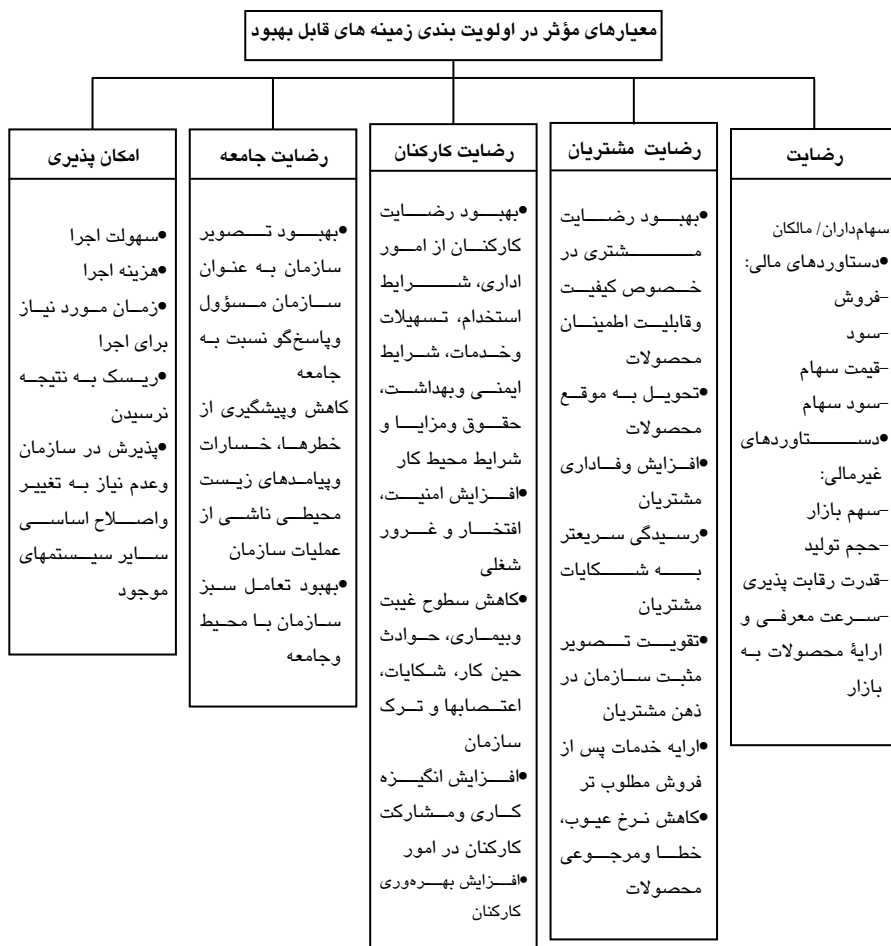 معیارهای مؤثر در اولویت بندی زمینه های قابل بهبود
رضایت
سهام‌داران/ مالکان
•دستاوردهای مالی:
-فروش
-سود
-قیمت سهام
-سود سهام
•دستاوردهای
غیرمالی:
-سهم بازار
-حجم تولید
-قدرت رقابت پذیری
-سرعت معرفی و
ارایهٔ محصولات به
بازار
رضایت مشتریان
•بهبود رضایت
مشتری در
خصوص کیفیت
وقابلیت اطمینان
محصولات
•تحویل به موقع
محصولات
•افزایش وفاداری
مشتریان
•رسیدگی سریعتر
به شکایات
مشتریان
•تقویت تصویر
مثبت سازمان در
ذهن مشتریان
•ارایه خدمات پس از
فروش مطلوب تر
•کاهش نرخ عیوب،
خطا ومرجوعی
محصولات
رضایت کارکنان
•بهبود رضایت
کارکنان از امور
اداری، شرایط
استخدام، تسهیلات
وخدمات، شرایط
ایمنی وبهداشت،
حقوق ومزایا و
شرایط محیط کار
•افزایش امنیت،
افتخار و غرور
شغلی
•کاهش سطوح غیبت
وبیماری، حوادث
حین کار، شکایات،
اعتصابها و ترک
سازمان
•افزایش انگیزه
کاری ومشارکت
کارکنان در امور
•افزایش بهره‌وری
کارکنان
رضایت جامعه
•بهبود تصویر
سازمان به عنوان
سازمان مسؤول
وپاسخ‌گو نسبت به
جامعه
کاهش وپیشگیری از
خطرها، خسارات
وپیامدهای زیست
محیطی ناشی از
عملیات سازمان
•بهبود تعامل سبز
سازمان با محیط
وجامعه
امکان پذیری
•سهولت اجرا
•هزینه اجرا
•زمان مورد نیاز
برای اجرا
•ریسک به نتیجه
نرسیدن
•پذیرش در سازمان
وعدم نیاز به تغییر
واصلاح اساسی
سایر سیستمهای
موجود